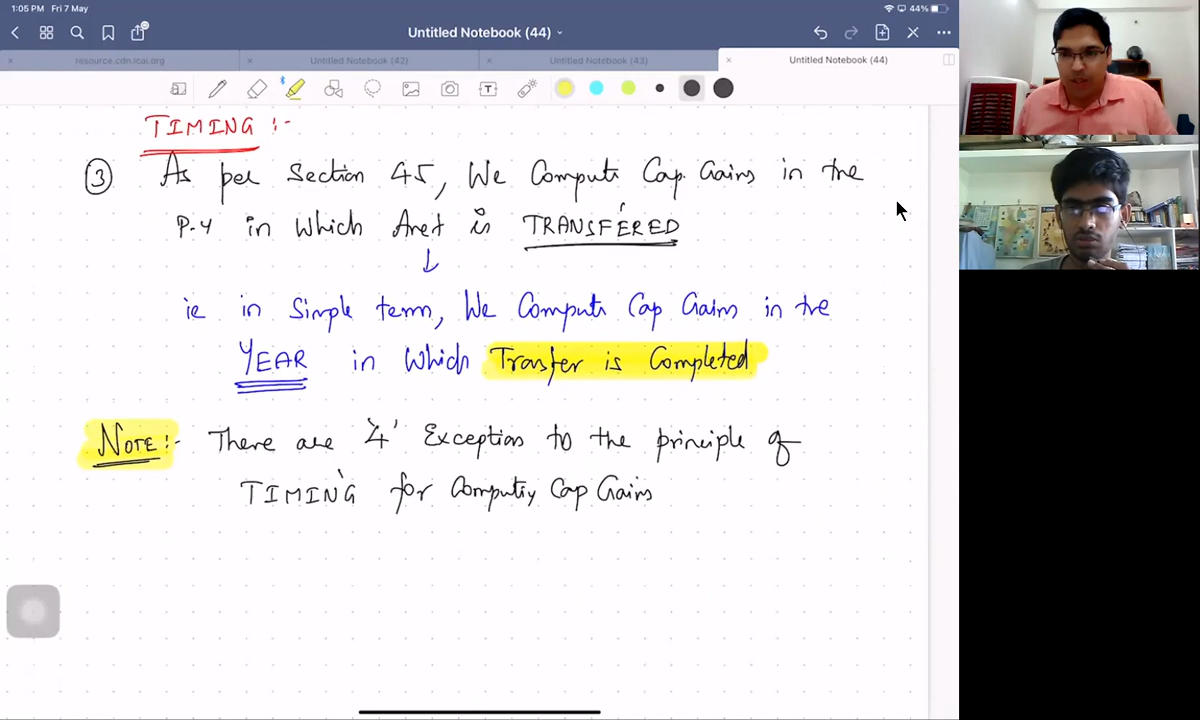 1:05 PM Fri 7 May
44%
Untitled Notebook (44)
resource.cdn.icai.org
Untitled Notebook (42)
Untitled Notebook (43)
Untitled Notebook (44)
TIMING :-
③ As per Section 45, We Compute Cap. Gains in the
P.Y in Which Asset is TRANSFERED
↓
ie in Simple term, We Compute Cap Gains in the
YEAR in Which Transfer is Completed
NOTE:- There are '4' Exception to the principle of
TIMING for Computing Cap Gains